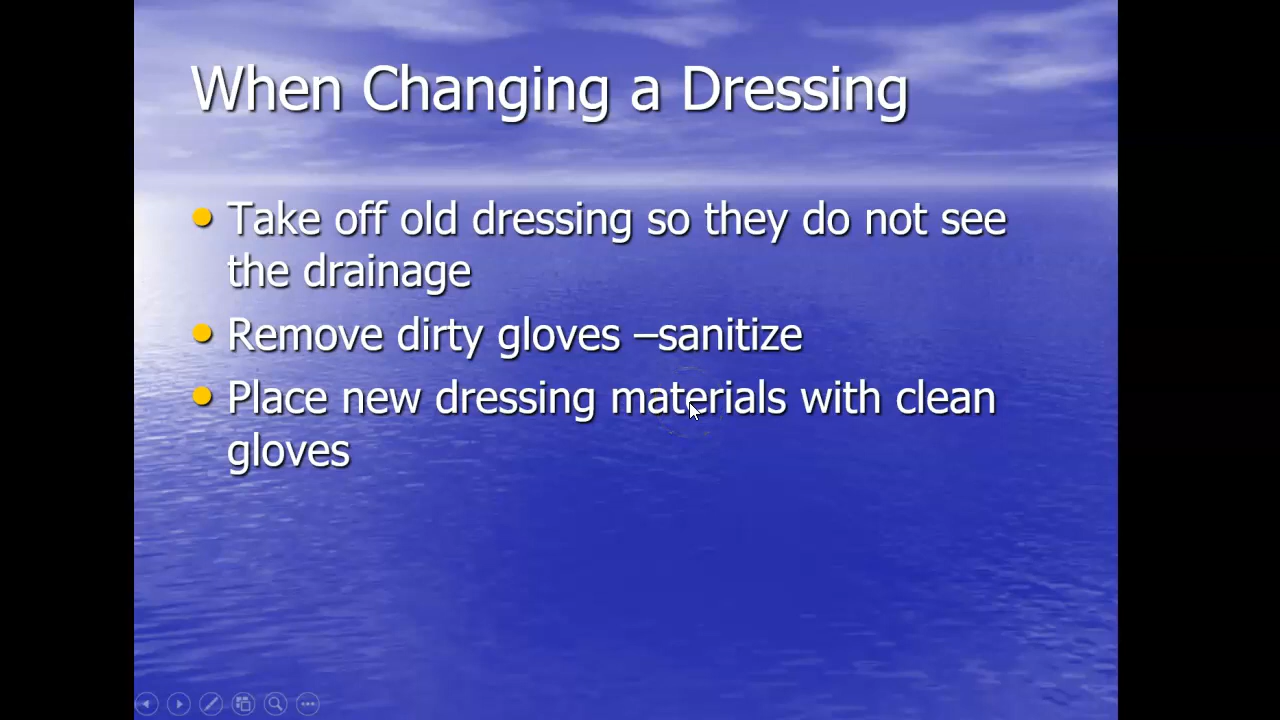 When Changing a Dressing
• Take off old dressing so they do not see
the drainage
• Remove dirty gloves –sanitize
• Place new dressing materials with clean
gloves